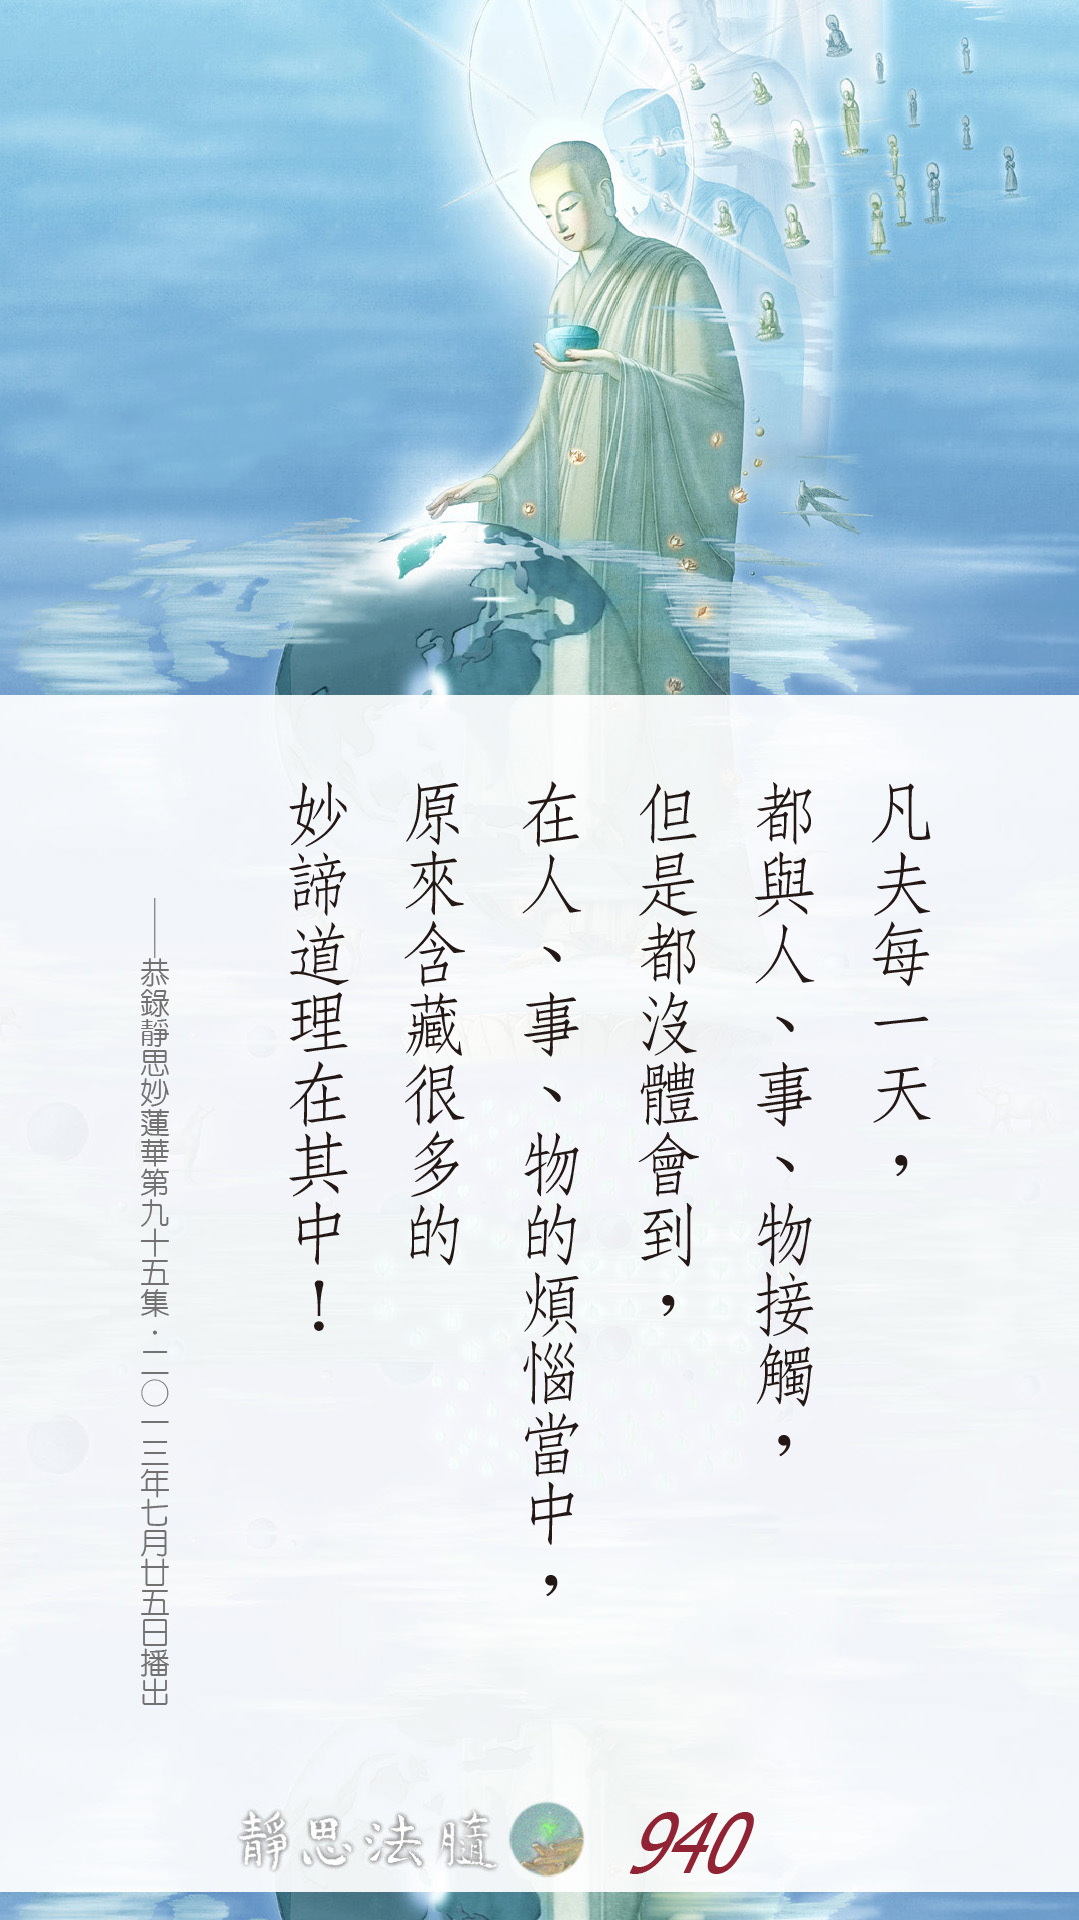 凡夫每一天，
都與人、事、物接觸，
但是都沒體會到，
在人、事、物的煩惱當中，
原來含藏很多的
妙諦道理在其中！
——恭錄靜思妙蓮華第九十五集．二〇一三年七月廿五日播出
靜思法髓
940